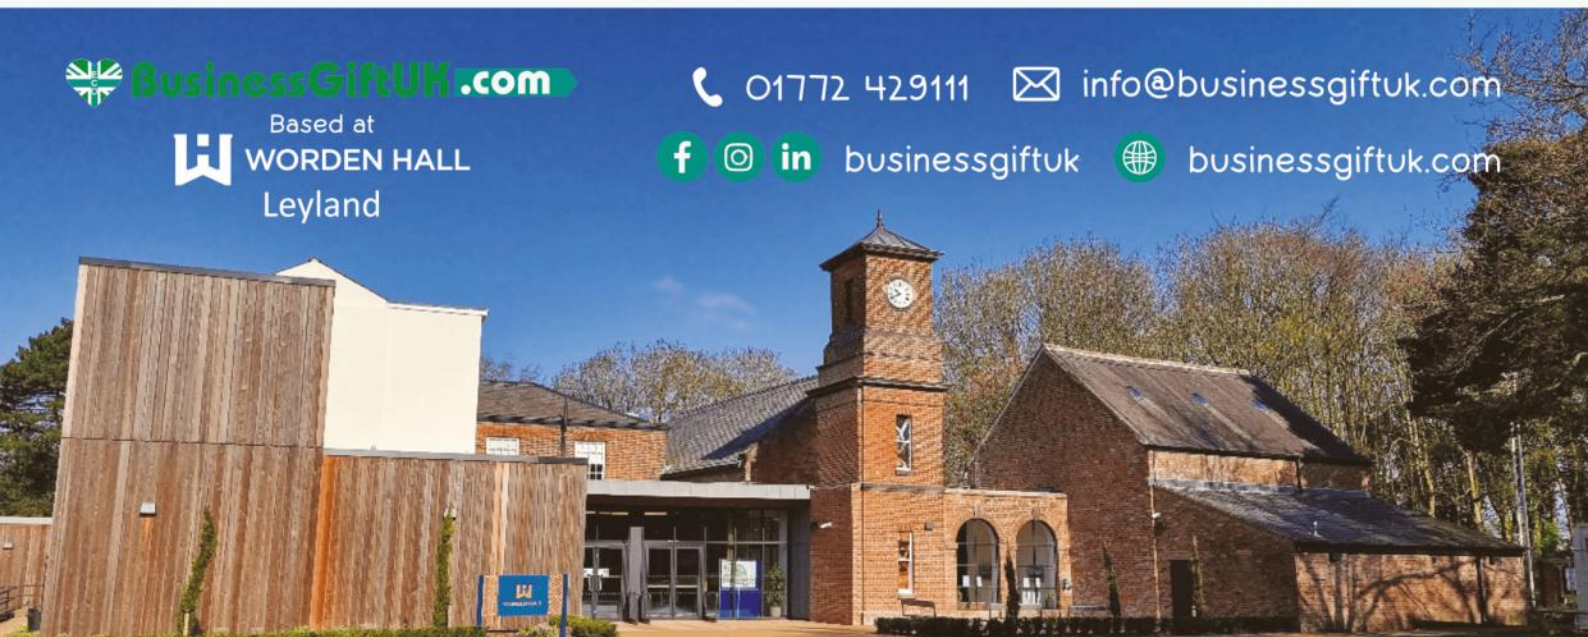 BusinessGiftUK.com
Based at
WORDEN HALL
Leyland
01772 429111 info@businessgiftuk.com
businessgiftuk businessgiftuk.com